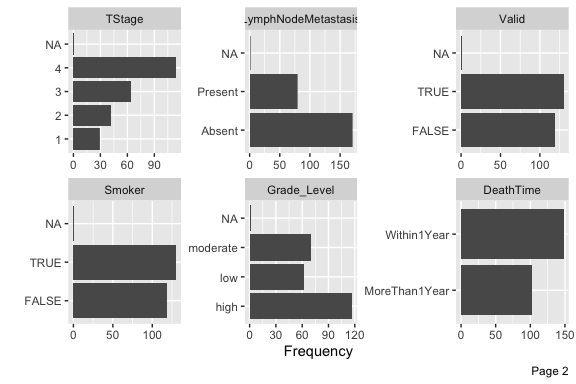 TStage
NA
4
3
2
1
0 30 60 90
LymphNodeMetastasis
NA
Present
Absent
0 50 100 150
Valid
NA
TRUE
FALSE
0 50 100
Smoker
NA
TRUE
FALSE
0 50 100
Grade_Level
NA
moderate
low
high
0 30 60 90 120
DeathTime
Within1Year
MoreThan1Year
0 50 100 150
Frequency
Page 2